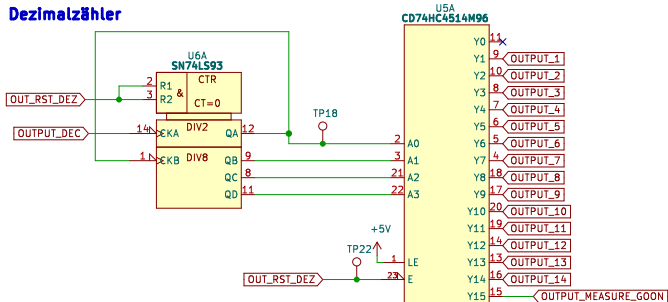 Dezimalzähler
U5A
CD74HC4514M96
U6A
SN74LS93
CTR
2 R1
3 R2
&
CT=0
OUT_RST_DEZ
TP18
DIV2
OUTPUT_DEC
14 CKA
QA 12
1 CKB
DIV8
QB 9
QC 8
QD 11
2 A0
3 A1
21 A2
22 A3
+5V
1 LE
TP22
OUT_RST_DEZ
23 E
Y0 11
Y1 9 OUTPUT_1
Y2 10 OUTPUT_2
Y3 8 OUTPUT_3
Y4 7 OUTPUT_4
Y5 6 OUTPUT_5
Y6 5 OUTPUT_6
Y7 4 OUTPUT_7
Y8 18 OUTPUT_8
Y9 17 OUTPUT_9
Y10 20 OUTPUT_10
Y11 19 OUTPUT_11
Y12 14 OUTPUT_12
Y13 13 OUTPUT_13
Y14 16 OUTPUT_14
Y15 15 OUTPUT_MEASURE_GOON